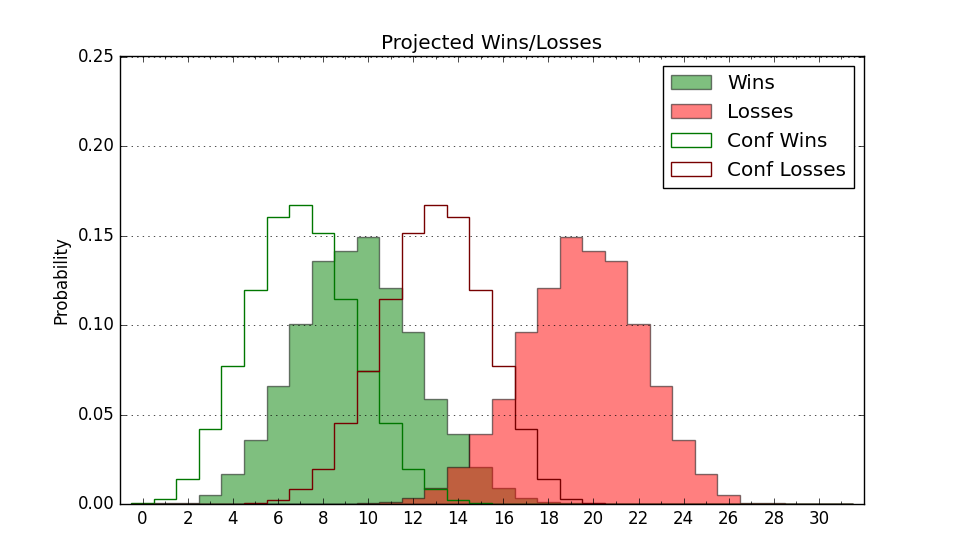 Projected Wins/Losses
0.25
0.20
0.15
0.10
0.05
0.00
Probability
Wins
Losses
Conf Wins
Conf Losses
0 2 4 6 8 10 12 14 16 18 20 22 24 26 28 30